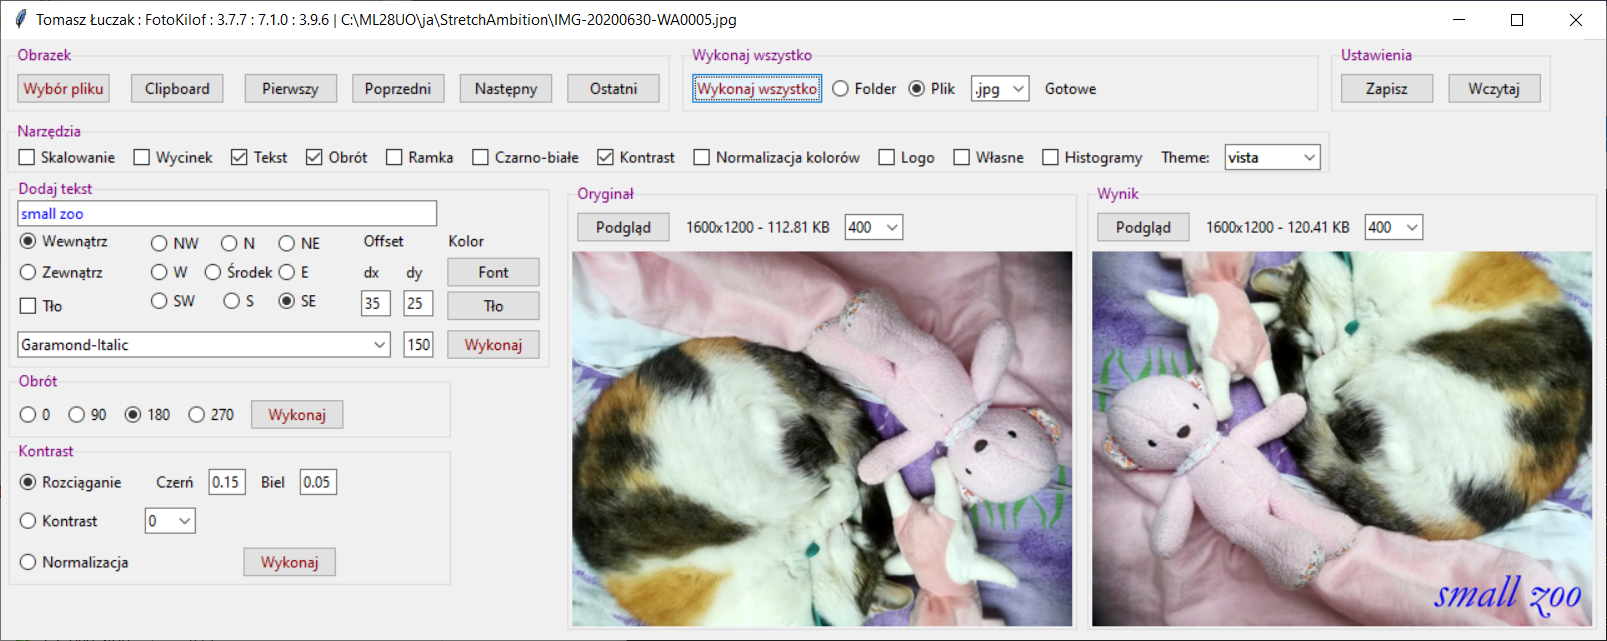 Tomasz Łuczak : FotoKilof : 3.7.7 : 7.1.0 : 3.9.6 | C:\ML28UO\ja\StretchAmbition\IMG-20200630-WA0005.jpg
Obrazek
Wybór pliku Clipboard Pierwszy Poprzedni Następny Ostatni
Wykonaj wszystko
Wykonaj wszystko Folder Plik .jpg Gotowe
Ustawienia
Zapisz Wczytaj
Narzędzia
Skalowanie Wycinek Tekst Obrót Ramka Czarno-białe Kontrast Normalizacja kolorów Logo Własne Histogramy Theme: vista
Dodaj tekst
small zoo
Wewnątrz NW N NE Offset Kolor
Zewnątrz W Środek E dx dy Font
Tło SW S SE 35 25 Tło
Garamond-Italic 150 Wykonaj
Obrót
0 90 180 270 Wykonaj
Kontrast
Rozciąganie Czerń 0.15 Biel 0.05
Kontrast 0
Normalizacja Wykonaj
Oryginał
Podgląd 1600x1200 - 112.81 KB 400
Wynik
Podgląd 1600x1200 - 120.41 KB 400
small zoo